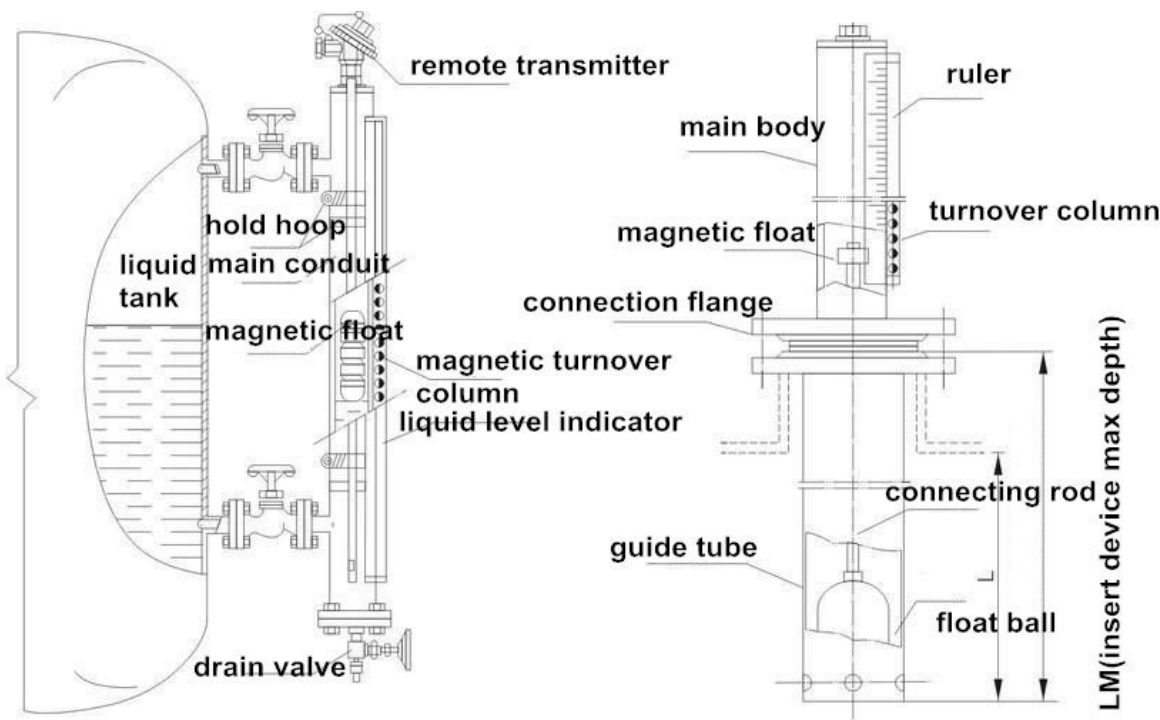 remote transmitter
hold hoop
liquid
tank
main conduit
magnetic float
magnetic turnover
column
liquid level indicator
drain valve
ruler
main body
turnover column
magnetic float
connection flange
connecting rod
guide tube
L
float ball
LM(insert device max depth)